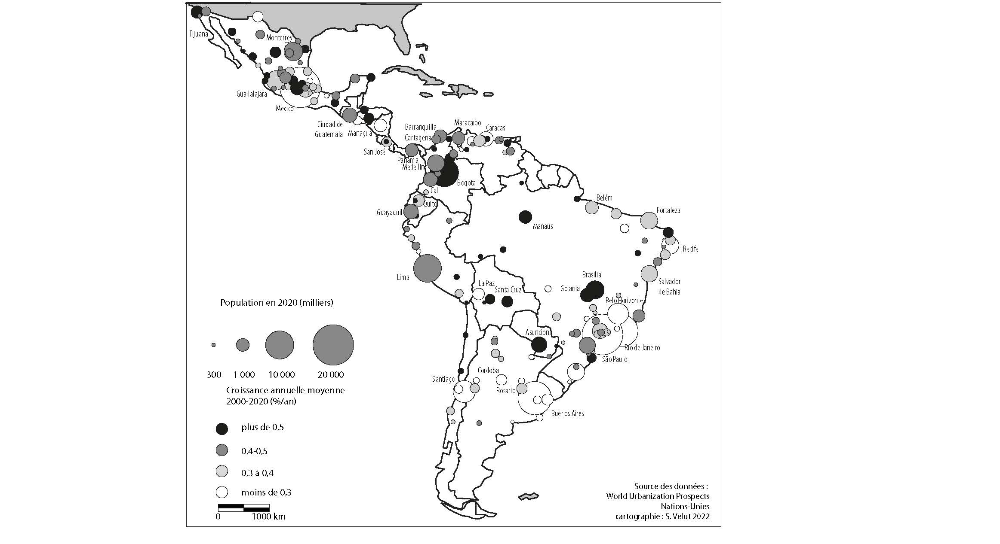 Tijuana
Monterrey
Guadalajara
Mexico
Ciudad de
Guatemala
Managua
San José
Barranquilla
Cartagena
Maracaïbo
Caracas
Panama
Medellin
Bogota
Cali
Quito
Guayaquil
Belém
Fortaleza
Manaus
Recife
Lima
Salvador
de Bahia
Brasilia
Goiania
La Paz
Santa Cruz
Belo Horizonte
Asuncion
Rio de Janeiro
São Paulo
Cordoba
Santiago
Rosario
Buenos Aires
Population en 2020 (milliers)
300 1 000 10 000 20 000
Croissance annuelle moyenne
2000-2020 (%/an)
plus de 0,5
0,4-0,5
0,3 à 0,4
moins de 0,3
0 1000 km
Source des données :
World Urbanization Prospects
Nations-Unies
cartographie : S. Velut 2022